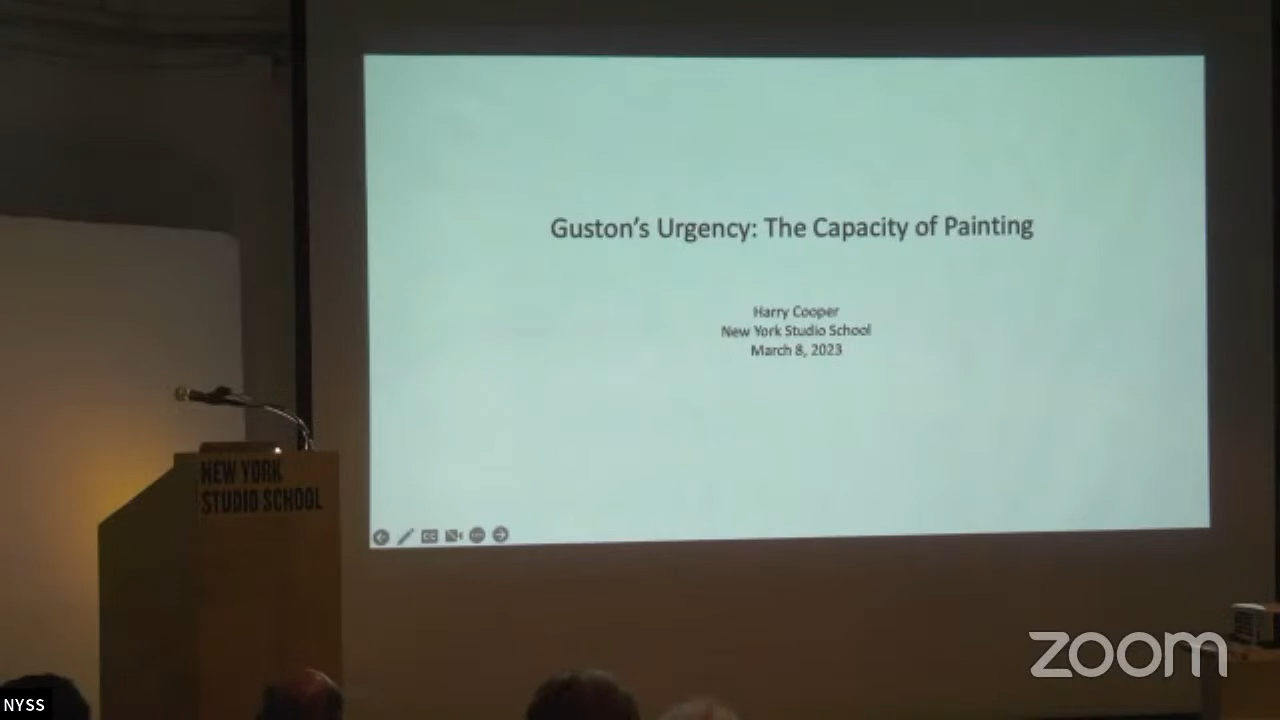 Guston's Urgency: The Capacity of Painting
Harry Cooper
New York Studio School
March 8, 2023
NEW YORK
STUDIO SCHOOL
CC
zoom
NYSS